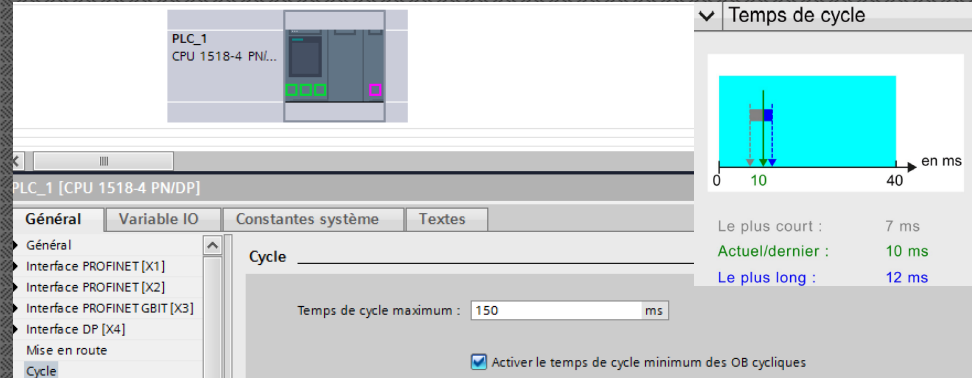 PLC_1
CPU 1518-4 PN/...
Temps de cycle
en ms
0
10
40
Le plus court : 7 ms
Actuel/dernier : 10 ms
Le plus long : 12 ms
PLC_1 [CPU 1518-4 PN/DP]
Général Variable IO Constantes système Textes
Général
Interface PROFINET [X1]
Interface PROFINET [X2]
Interface PROFINET GBIT [X3]
Interface DP [X4]
Mise en route
Cycle
Cycle
Temps de cycle maximum : 150 ms
Activer le temps de cycle minimum des OB cycliques